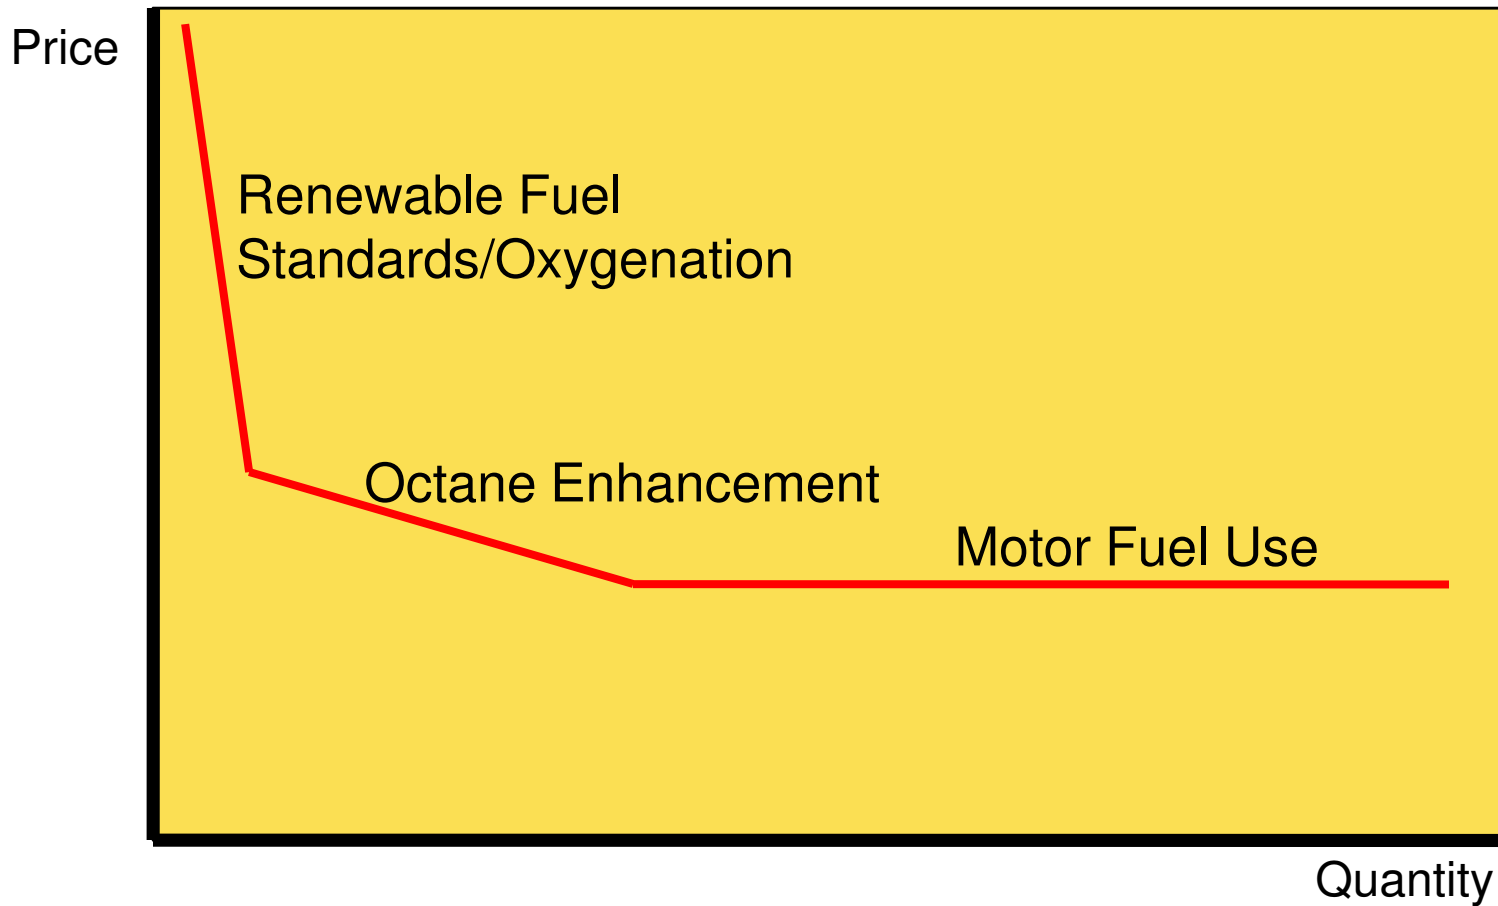 Price
Renewable Fuel
Standards/Oxygenation
Octane Enhancement
Motor Fuel Use
Quantity